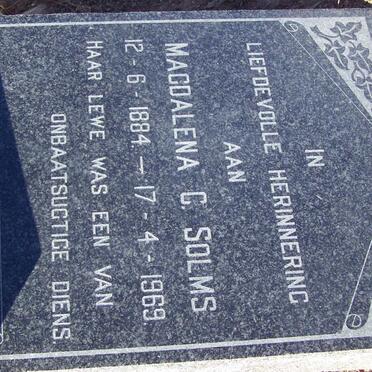 IN
LIEFDEVOLLE HERINNERING
AAN
MAGDALENA C SOLMS
12-6-1884 - 17-4-1969.
HAAR LEWE WAS EEN VAN
ONBAATSUGTIGE DIENS